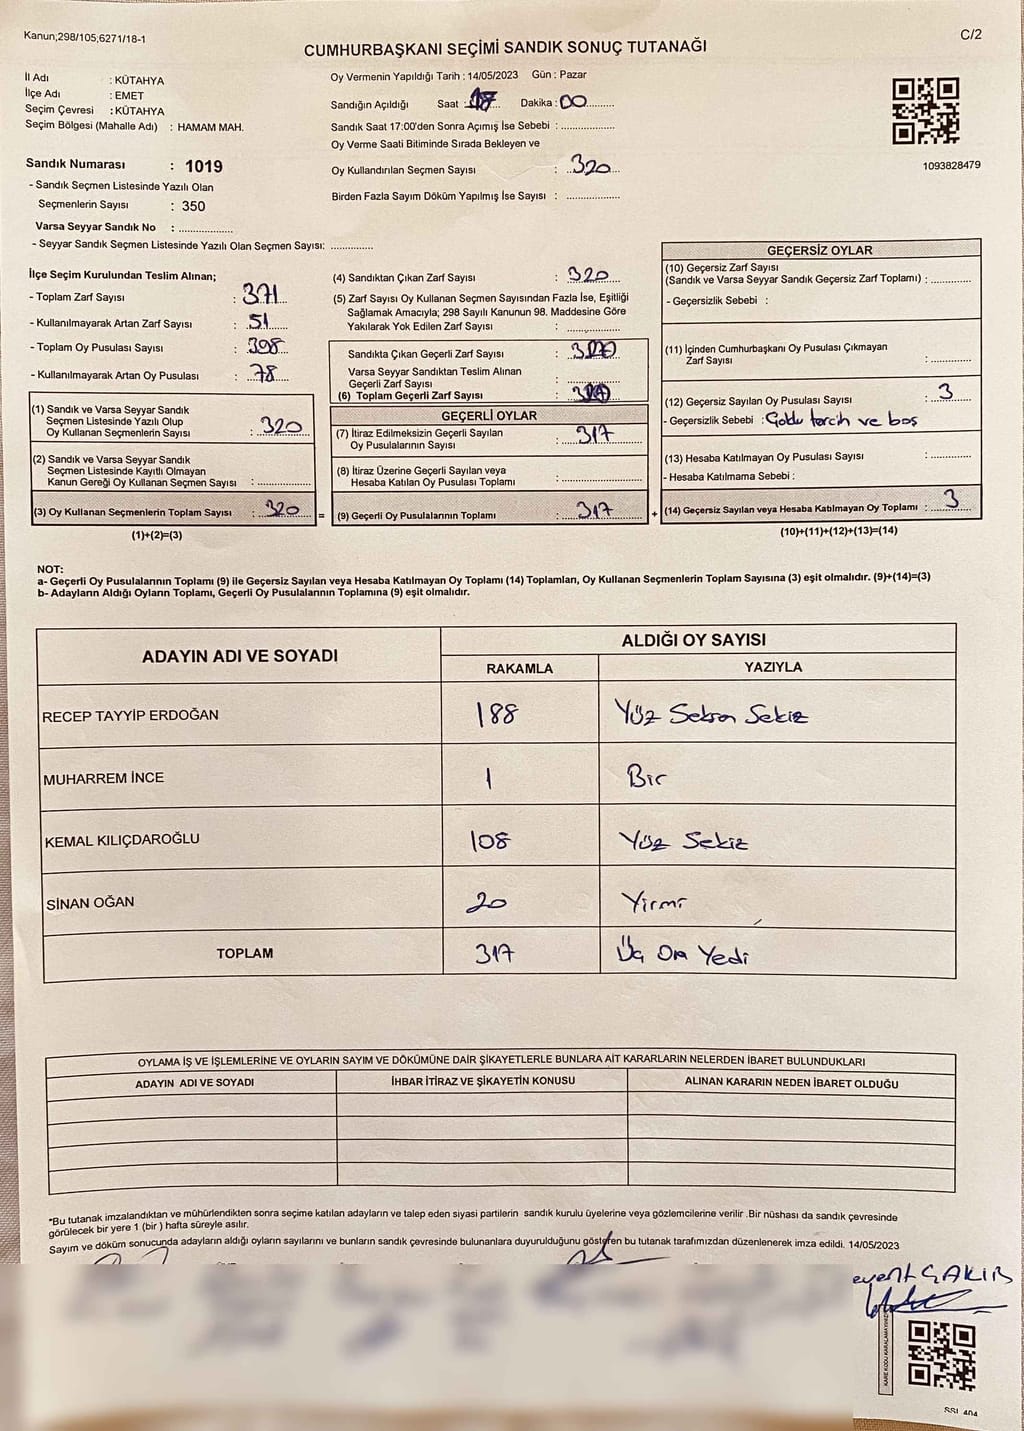 Kanun;298/105;6271/18-1
C/2
CUMHURBAŞKANI SEÇİMİ SANDIK SONUÇ TUTANAĞI
İl Adı : KÜTAHYA
İlçe Adı : EMET
Seçim Çevresi : KÜTAHYA
Seçim Bölgesi (Mahalle Adı) : HAMAM MAH.
Sandık Numarası : 1019
- Sandık Seçmen Listesinde Yazılı Olan
Seçmenlerin Sayısı : 350
Varsa Seyyar Sandık No : ..................
- Seyyar Sandık Seçmen Listesinde Yazılı Olan Seçmen Sayısı: ..............
Oy Vermenin Yapıldığı Tarih : 14/05/2023 Gün : Pazar
Sandığın Açıldığı Saat : 17 Dakika : 00
Sandık Saat 17:00'den Sonra Açımış İse Sebebi : ..................
Oy Verme Saati Bitiminde Sırada Bekleyen ve
Oy Kullandırılan Seçmen Sayısı : 320
Birden Fazla Sayım Döküm Yapılmış İse Sayısı : ..................
1093828479
İlçe Seçim Kurulundan Teslim Alınan;
- Toplam Zarf Sayısı : 371
- Kullanılmayarak Artan Zarf Sayısı : 51
- Toplam Oy Pusulası Sayısı : 398
- Kullanılmayarak Artan Oy Pusulası : 78
(1) Sandık ve Varsa Seyyar Sandık
Seçmen Listesinde Yazılı Olup
Oy Kullanan Seçmenlerin Sayısı : 320
(2) Sandık ve Varsa Seyyar Sandık
Seçmen Listesinde Kayıtlı Olmayan
Kanun Gereği Oy Kullanan Seçmen Sayısı : ..................
(3) Oy Kullanan Seçmenlerin Toplam Sayısı : 320
(1)+(2)=(3)
=
(4) Sandıktan Çıkan Zarf Sayısı : 320
(5) Zarf Sayısı Oy Kullanan Seçmen Sayısından Fazla İse, Eşitliği
Sağlamak Amacıyla; 298 Sayılı Kanunun 98. Maddesine Göre
Yakılarak Yok Edilen Zarf Sayısı : ..................
Sandıkta Çıkan Geçerli Zarf Sayısı :
Varsa Seyyar Sandıktan Teslim Alınan
Geçerli Zarf Sayısı : ..................
(6) Toplam Geçerli Zarf Sayısı :
GEÇERLİ OYLAR
(7) İtiraz Edilmeksizin Geçerli Sayılan
Oy Pusulalarının Sayısı : 317
(8) İtiraz Üzerine Geçerli Sayılan veya
Hesaba Katılan Oy Pusulası Toplamı : ..................
(9) Geçerli Oy Pusulalarının Toplamı : 317
+
GEÇERSİZ OYLAR
(10) Geçersiz Zarf Sayısı
(Sandık ve Varsa Seyyar Sandık Geçersiz Zarf Toplamı) : ..............
- Geçersizlik Sebebi :
(11) İçinden Cumhurbaşkanı Oy Pusulası Çıkmayan
Zarf Sayısı : ..............
(12) Geçersiz Sayılan Oy Pusulası Sayısı : 3
- Geçersizlik Sebebi : Çoklu tercih ve boş
(13) Hesaba Katılmayan Oy Pusulası Sayısı : ..............
- Hesaba Katılmama Sebebi :
(14) Geçersiz Sayılan veya Hesaba Katılmayan Oy Toplamı : 3
(10)+(11)+(12)+(13)=(14)
NOT:
a- Geçerli Oy Pusulalarının Toplamı (9) ile Geçersiz Sayılan veya Hesaba Katılmayan Oy Toplamı (14) Toplamları, Oy Kullanan Seçmenlerin Toplam Sayısına (3) eşit olmalıdır. (9)+(14)=(3)
b- Adayların Aldığı Oyların Toplamı, Geçerli Oy Pusulalarının Toplamına (9) eşit olmalıdır.
ADAYIN ADI VE SOYADI
ALDIĞI OY SAYISI
RAKAMLA YAZIYLA
RECEP TAYYİP ERDOĞAN 188 Yüz Seksen Sekiz
MUHARREM İNCE 1 Bir
KEMAL KILIÇDAROĞLU 108 Yüz Sekiz
SİNAN OĞAN 20 Yirmi
TOPLAM 317 Üç On Yedi
OYLAMA İŞ VE İŞLEMLERİNE VE OYLARIN SAYIM VE DÖKÜMÜNE DAİR ŞİKAYETLERLE BUNLARA AİT KARARLARIN NELERDEN İBARET BULUNDUKLARI
ADAYIN ADI VE SOYADI İHBAR İTİRAZ VE ŞİKAYETİN KONUSU ALINAN KARARIN NEDEN İBARET OLDUĞU
*Bu tutanak imzalandıktan ve mühürlendikten sonra seçime katılan adayların ve talep eden siyasi partilerin sandık kurulu üyelerine veya gözlemcilerine verilir .Bir nüshası da sandık çevresinde
görülecek bir yere 1 (bir ) hafta süreyle asılır.
Sayım ve döküm sonucunda adayların aldığı oyların sayılarını ve bunların sandık çevresinde bulunanlara duyurulduğunu gösteren bu tutanak tarafımızdan düzenlenerek imza edildi. 14/05/2023
event ÇAKIR
KARE KODU KARALAMAYINIZ